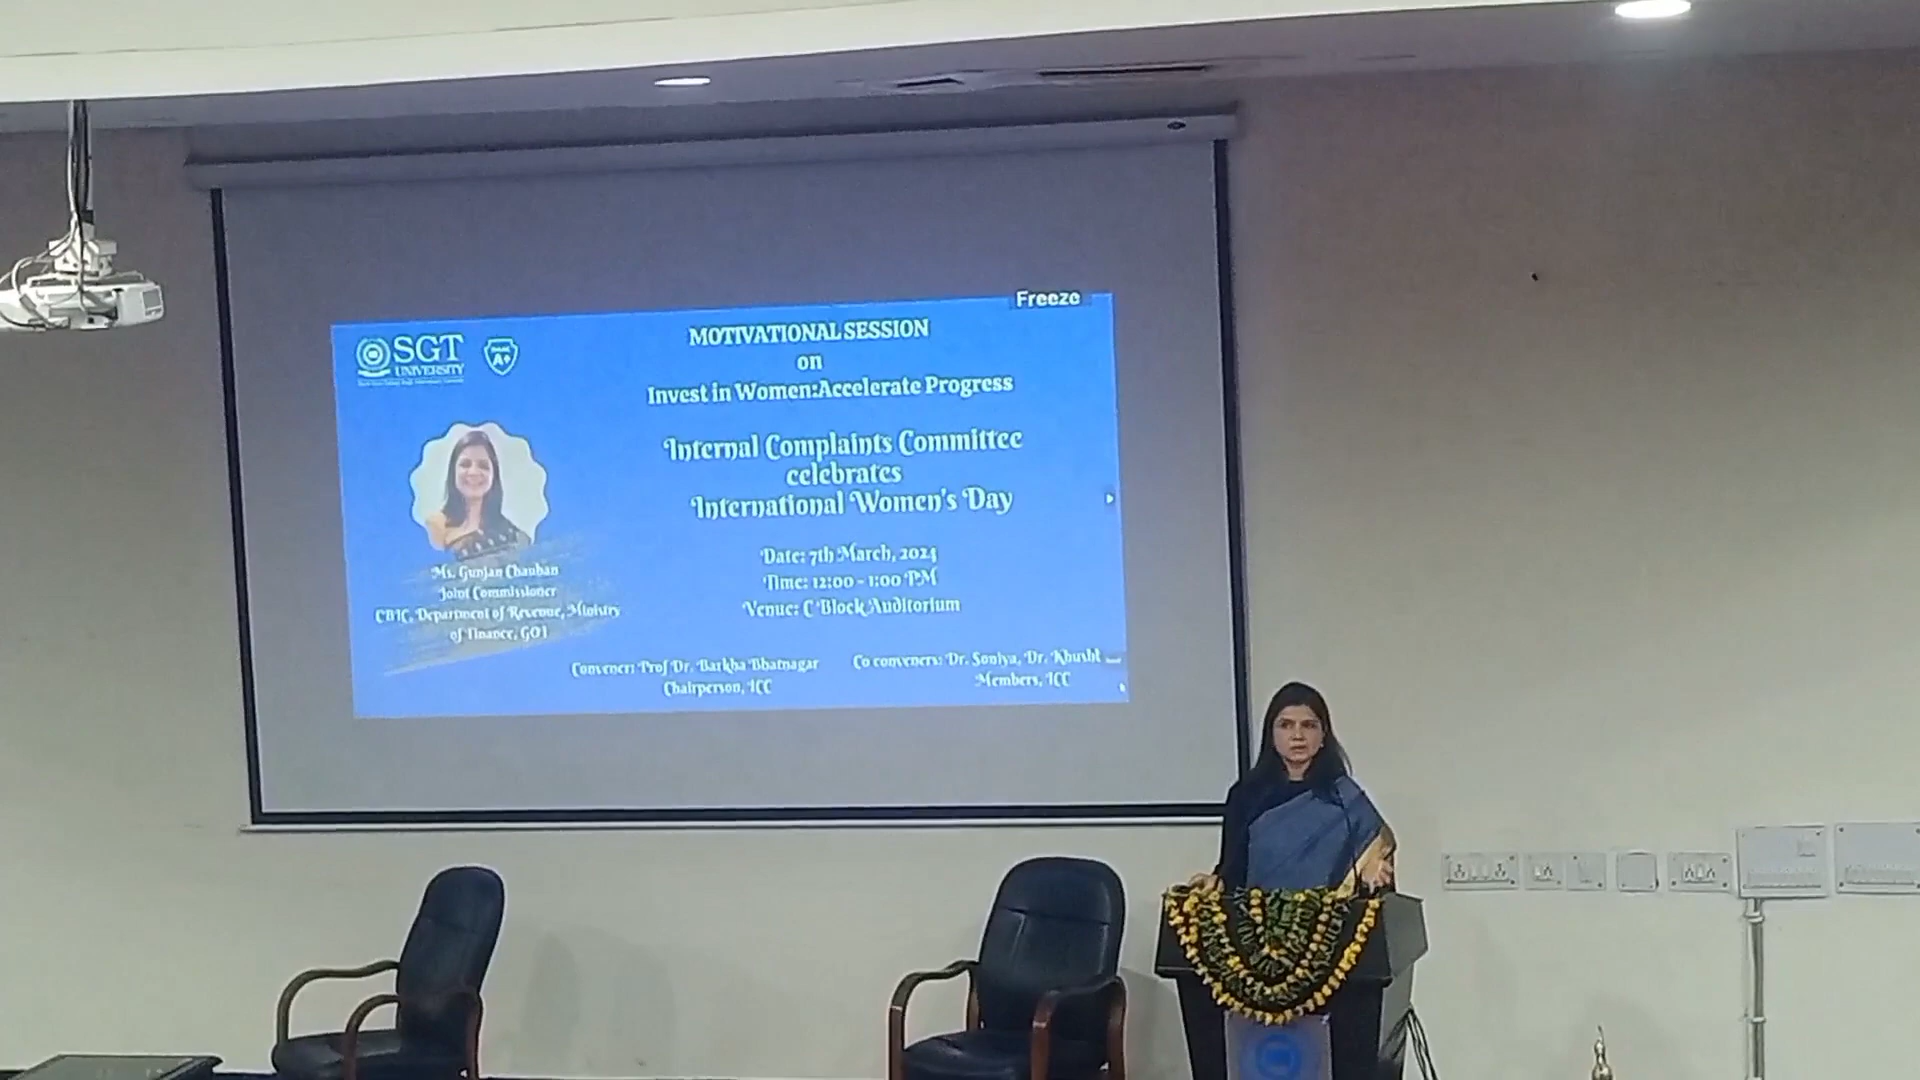 Freeze
SGT
UNIVERSITY
A+
MOTIVATIONAL SESSION
on
Invest in Women:Accelerate Progress
Internal Complaints Committee
celebrates
International Women's Day
Date: 7th March, 2024
Time: 12:00 - 1:00 PM
Venue: C Block Auditorium
Ms. Gunjan Chauhan
Joint Commissioner
CBIC, Department of Revenue, Ministry
of Finance, GOI
Convener: Prof Dr. Barkha Bhatnagar
Chairperson, ICC
Co conveners: Dr. Soniya, Dr. Khushi
Members, ICC